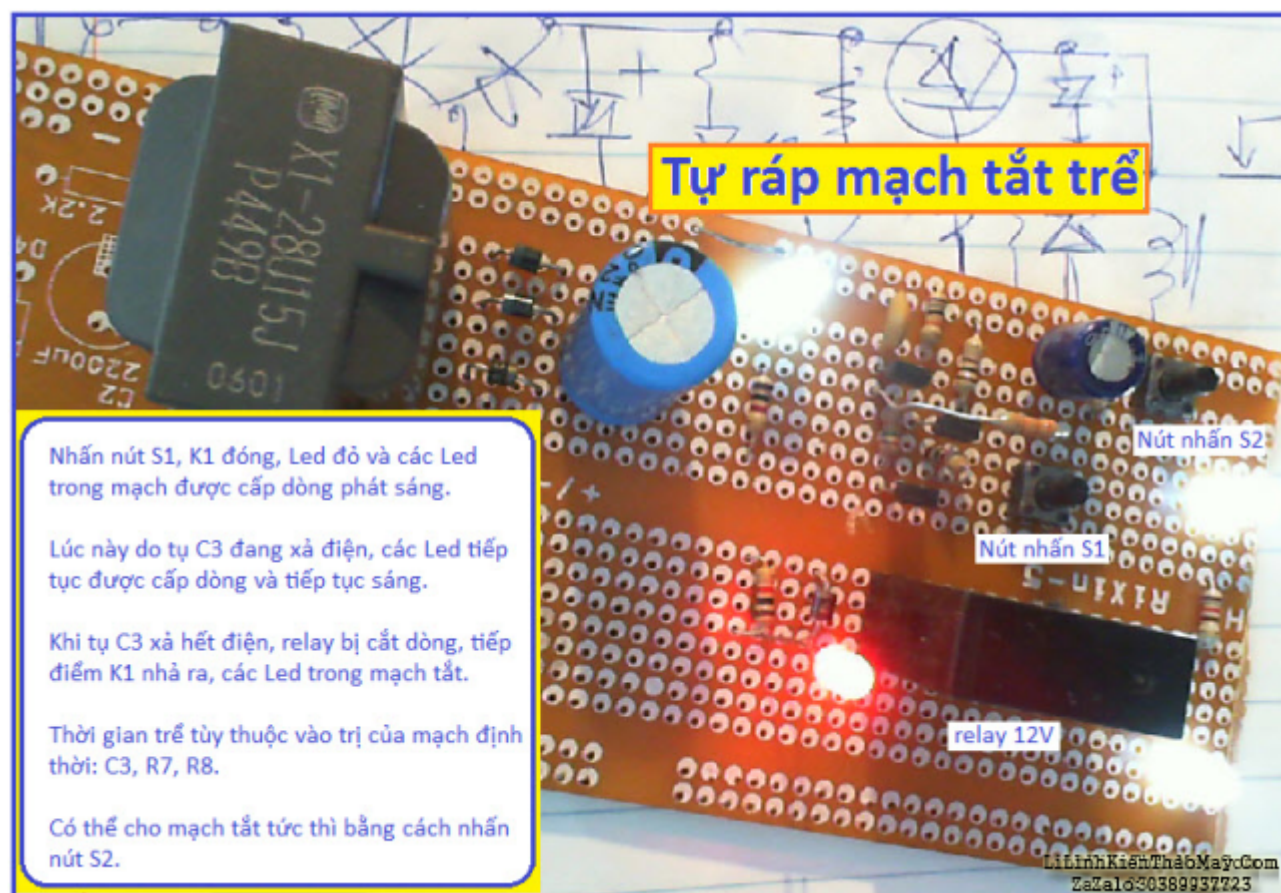 Tự ráp mạch tắt trể
X1-28U15J
P449B
0601
2.2K
D4
2200uF
C2
Nút nhấn S2
Nút nhấn S1
RiXin-5
H
+/-
relay 12V
Nhấn nút S1, K1 đóng, Led đỏ và các Led
trong mạch được cấp dòng phát sáng.
Lúc này do tụ C3 đang xả điện, các Led tiếp
tục được cấp dòng và tiếp tục sáng.
Khi tụ C3 xả hết điện, relay bị cắt dòng, tiếp
điểm K1 nhả ra, các Led trong mạch tắt.
Thời gian trể tùy thuộc vào trị của mạch định
thời: C3, R7, R8.
Có thể cho mạch tắt tức thì bằng cách nhấn
nút S2.